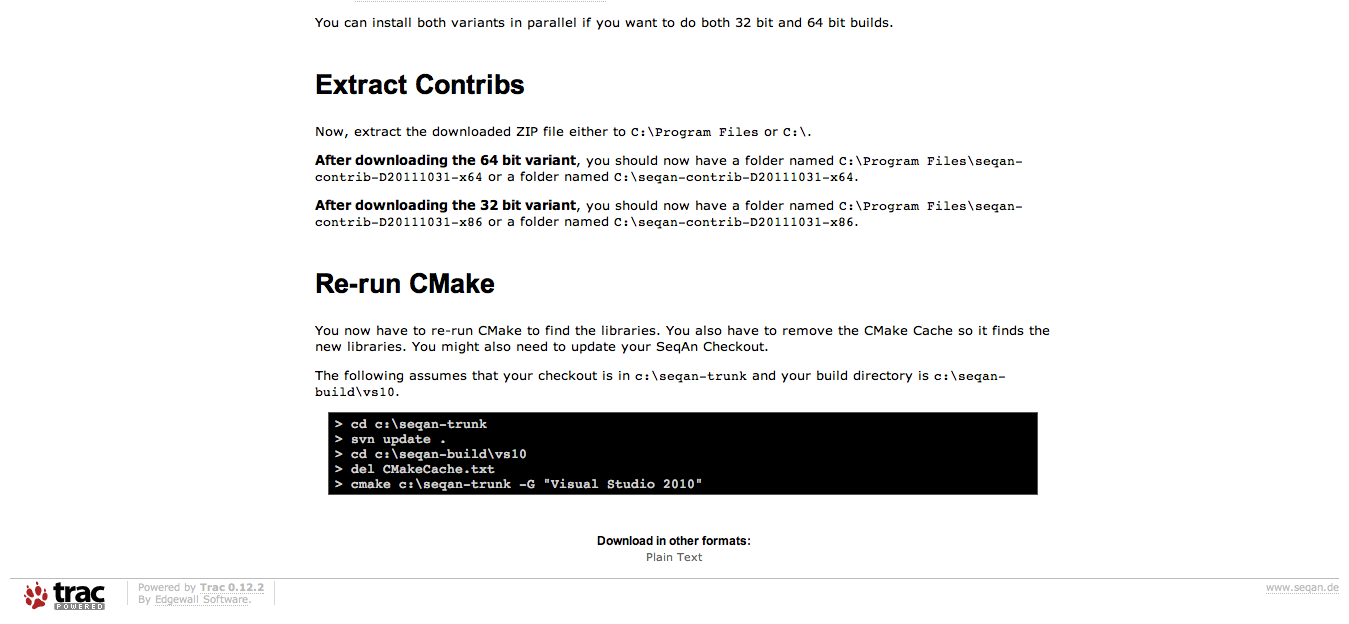 You can install both variants in parallel if you want to do both 32 bit and 64 bit builds.
Extract Contribs
Now, extract the downloaded ZIP file either to C:\Program Files or C:\.
After downloading the 64 bit variant, you should now have a folder named C:\Program Files\seqan-
contrib-D20111031-x64 or a folder named C:\seqan-contrib-D20111031-x64.
After downloading the 32 bit variant, you should now have a folder named C:\Program Files\seqan-
contrib-D20111031-x86 or a folder named C:\seqan-contrib-D20111031-x86.
Re-run CMake
You now have to re-run CMake to find the libraries. You also have to remove the CMake Cache so it finds the
new libraries. You might also need to update your SeqAn Checkout.
The following assumes that your checkout is in c:\seqan-trunk and your build directory is c:\seqan-
build\vs10.
> cd c:\seqan-trunk
> svn update .
> cd c:\seqan-build\vs10
> del CMakeCache.txt
> cmake c:\seqan-trunk -G "Visual Studio 2010"
Download in other formats:
Plain Text
trac
POWERED
Powered by Trac 0.12.2
By Edgewall Software.
www.seqan.de